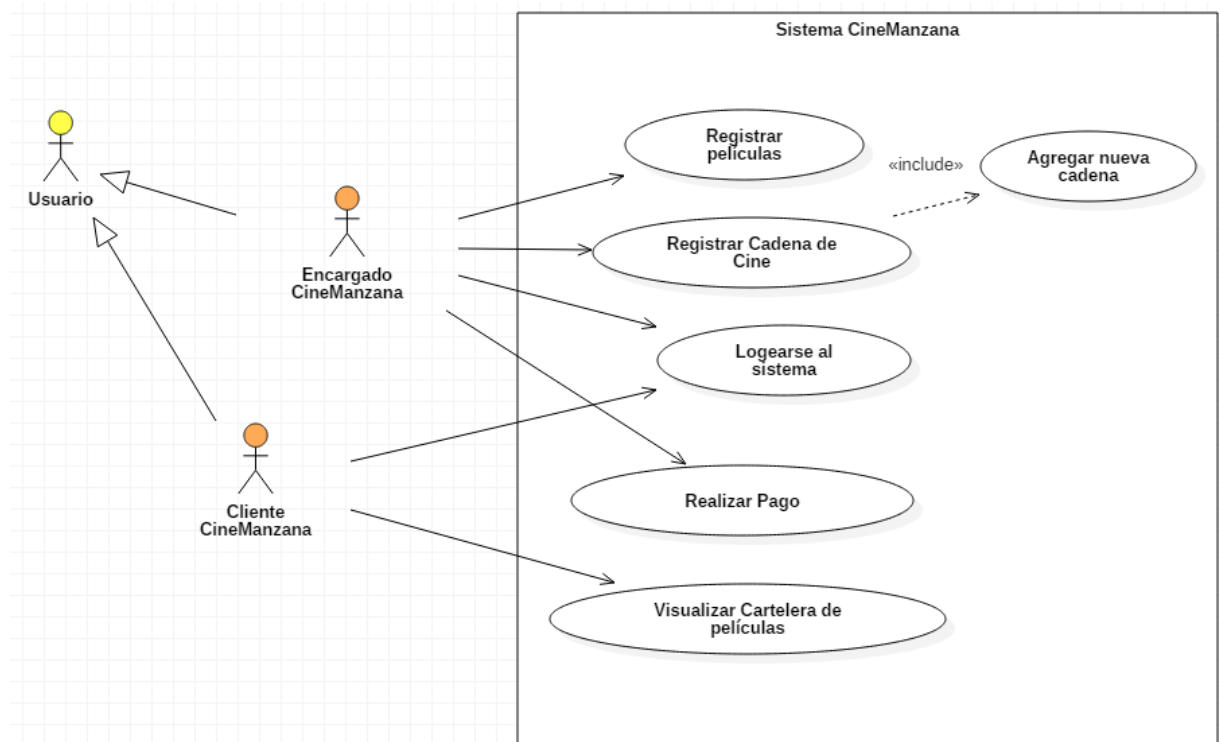 Sistema CineManzana
Registrar
películas
«include»
Agregar nueva
cadena
Usuario
Registrar Cadena de
Cine
Encargado
CineManzana
Logearse al
sistema
Cliente
CineManzana
Realizar Pago
Visualizar Cartelera de
películas